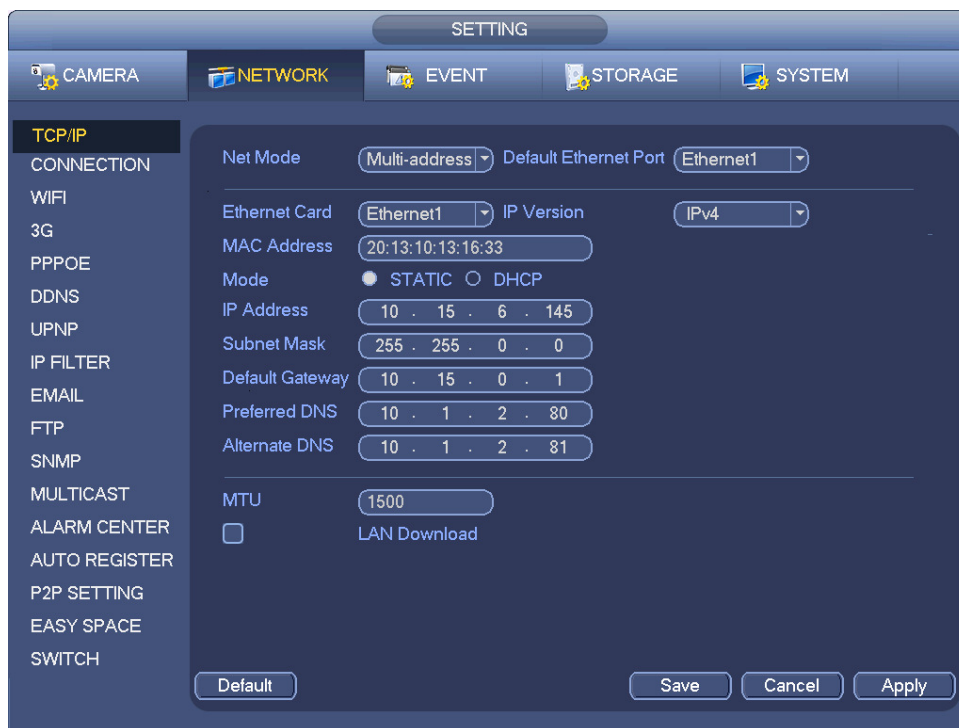 SETTING
CAMERA NETWORK EVENT STORAGE SYSTEM
TCP/IP
CONNECTION
WIFI
3G
PPPOE
DDNS
UPNP
IP FILTER
EMAIL
FTP
SNMP
MULTICAST
ALARM CENTER
AUTO REGISTER
P2P SETTING
EASY SPACE
SWITCH
Net Mode Multi-address Default Ethernet Port Ethernet1
Ethernet Card Ethernet1 IP Version IPv4
MAC Address 20:13:10:13:16:33
Mode STATIC DHCP
IP Address 10 . 15 . 6 . 145
Subnet Mask 255 . 255 . 0 . 0
Default Gateway 10 . 15 . 0 . 1
Preferred DNS 10 . 1 . 2 . 80
Alternate DNS 10 . 1 . 2 . 81
MTU 1500
LAN Download
Default Save Cancel Apply